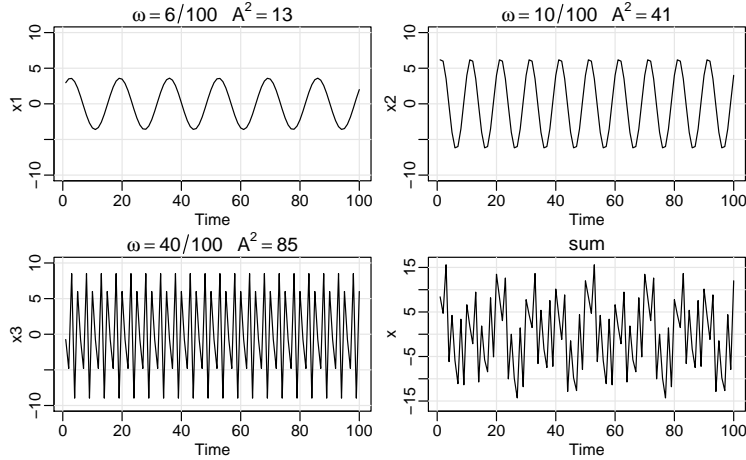 ω = 6/100 A² = 13
x1
−10 0 5 10
0 20 40 60 80 100
Time
ω = 10/100 A² = 41
x2
−10 0 5 10
0 20 40 60 80 100
Time
ω = 40/100 A² = 85
x3
−10 0 5 10
0 20 40 60 80 100
Time
sum
x
−15 −5 5 15
0 20 40 60 80 100
Time